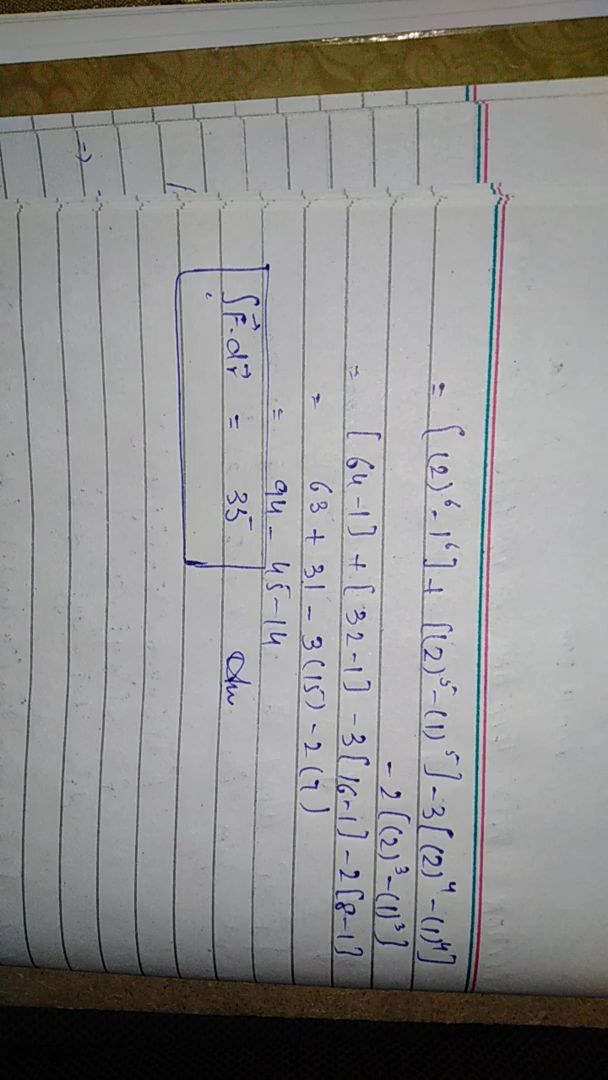 = [(2)⁶-1⁶] + [(2)⁵-(1)⁵] -3[(2)⁴-(1)⁴]
-2[(2)³-(1)³]
= [64-1] + [32-1] -3[16-1] -2[8-1]
= 63 + 31 - 3(15) - 2(7)
= 94 - 45 - 14
∫F⃗.dr⃗ = 35 Ans.
⇒